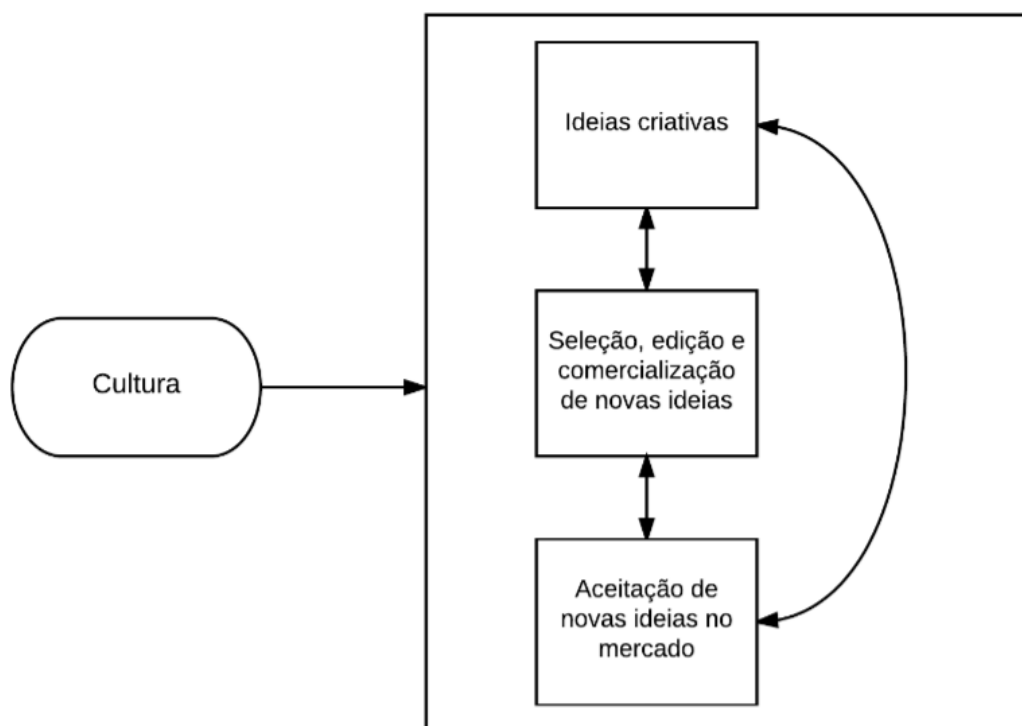 Ideias criativas
Seleção, edição e
comercialização
de novas ideias
Cultura
Aceitação de
novas ideias no
mercado